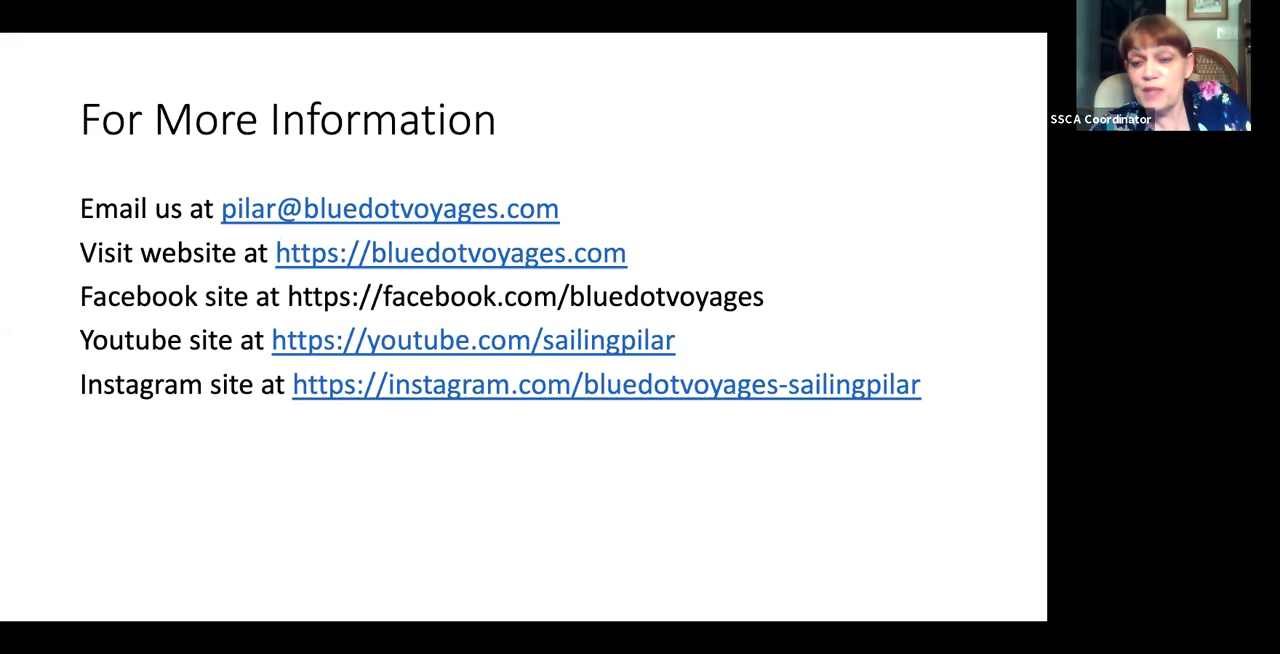 For More Information
Email us at pilar@bluedotvoyages.com
Visit website at https://bluedotvoyages.com
Facebook site at https://facebook.com/bluedotvoyages
Youtube site at https://youtube.com/sailingpilar
Instagram site at https://instagram.com/bluedotvoyages-sailingpilar
SSCA Coordinator